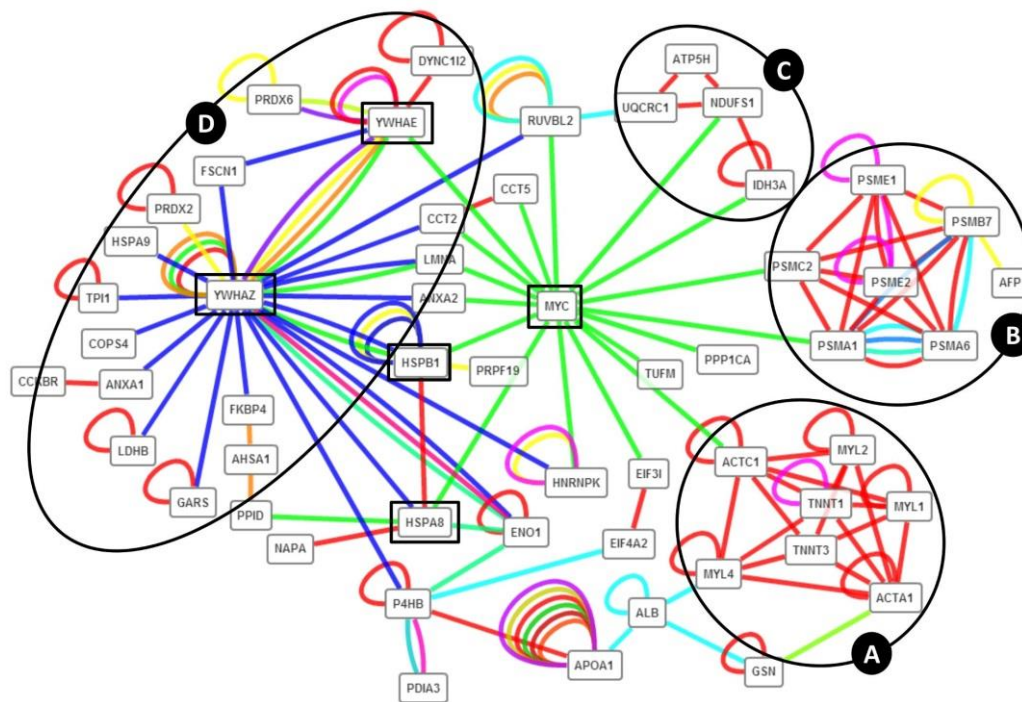 DYNC1I2
ATP5H
C
PRDX6
UQCRC1
NDUFS1
D
YWHAE
RUVBL2
FSCN1
CCT5
IDH3A
PSME1
PRDX2
CCT2
PSMB7
HSPA9
LMNA
PSMC2
PSME2
AFP
TPI1
YWHAZ
ANXA2
MYC
B
COPS4
PSMA1
PSMA6
HSPB1
PRPF19
PPP1CA
TUFM
CCKBR
ANXA1
FKBP4
LDHB
AHSA1
HNRNPK
EIF3I
ACTC1
MYL2
GARS
TNNT1
MYL1
PPID
HSPA8
ENO1
NAPA
EIF4A2
TNNT3
MYL4
P4HB
ALB
ACTA1
A
APOA1
GSN
PDIA3